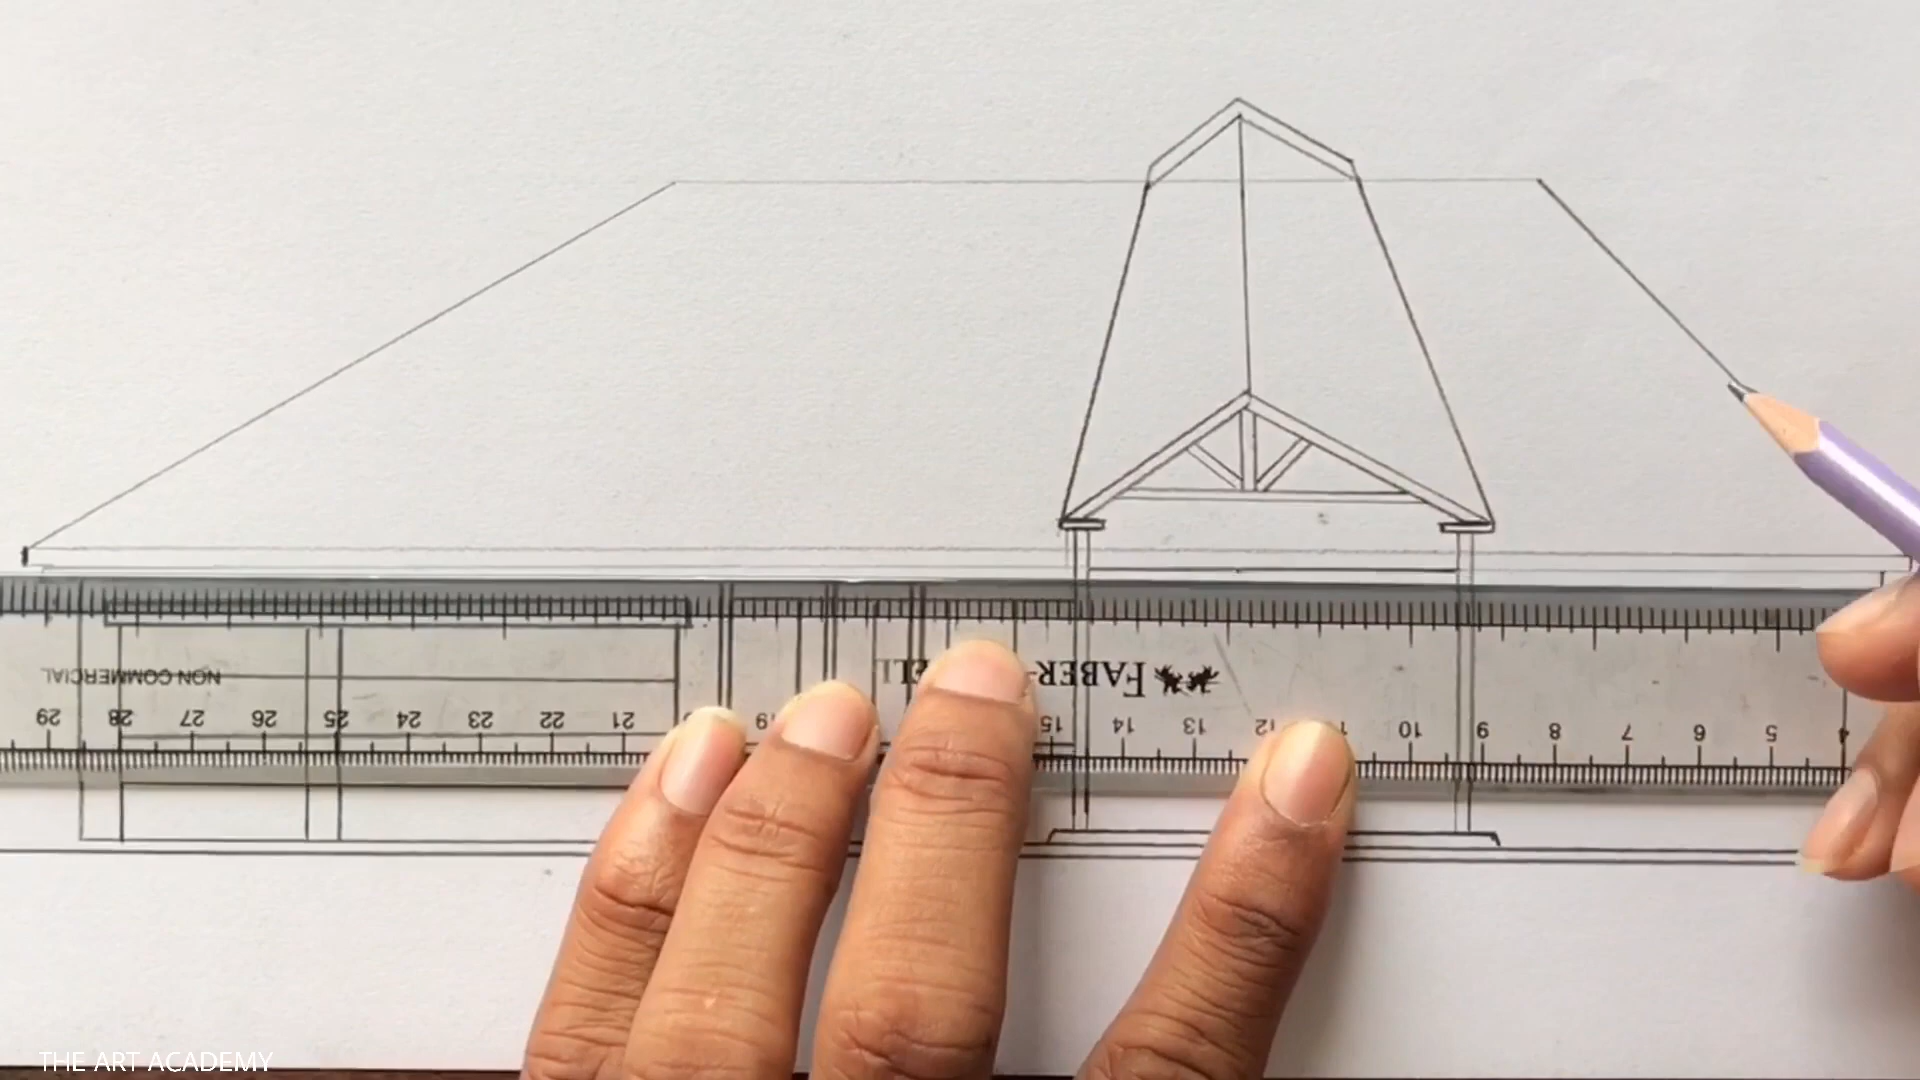 FABER-
ELL
NON COMMERCIAL
29 28 27 26 25 24 23 22 21 19 15 14 13 12 10 9 8 7 6 5 4
THE ART ACADEMY